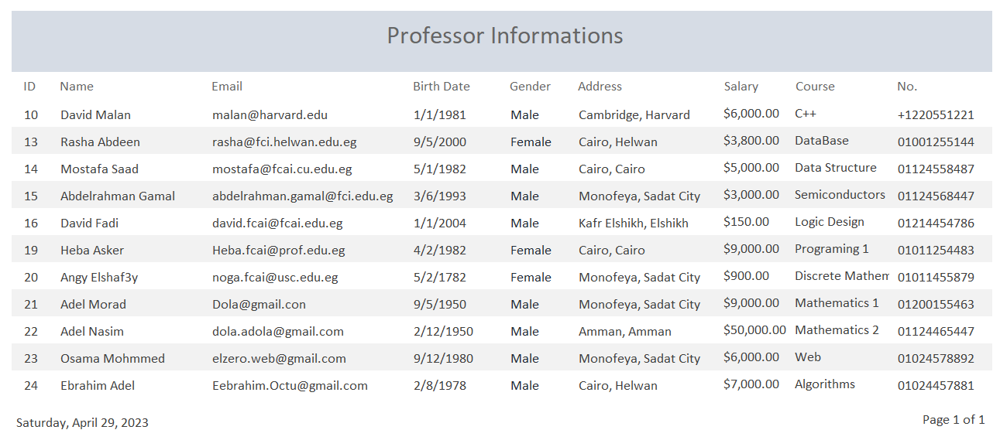 Professor Informations
ID Name Email Birth Date Gender Address Salary Course No.
10 David Malan malan@harvard.edu 1/1/1981 Male Cambridge, Harvard $6,000.00 C++ +1220551221
13 Rasha Abdeen rasha@fci.helwan.edu.eg 9/5/2000 Female Cairo, Helwan $3,800.00 DataBase 01001255144
14 Mostafa Saad mostafa@fcai.cu.edu.eg 5/1/1982 Male Cairo, Cairo $5,000.00 Data Structure 01124558487
15 Abdelrahman Gamal abdelrahman.gamal@fci.edu.eg 3/6/1993 Male Monofeya, Sadat City $3,000.00 Semiconductors 01124568447
16 David Fadi david.fcai@fcai.edu.eg 1/1/2004 Male Kafr Elshikh, Elshikh $150.00 Logic Design 01214454786
19 Heba Asker Heba.fcai@prof.edu.eg 4/2/1982 Female Cairo, Cairo $9,000.00 Programing 1 01011254483
20 Angy Elshaf3y noga.fcai@usc.edu.eg 5/2/1782 Female Monofeya, Sadat City $900.00 Discrete Mathem 01011455879
21 Adel Morad Dola@gmail.con 9/5/1950 Male Monofeya, Sadat City $9,000.00 Mathematics 1 01200155463
22 Adel Nasim dola.adola@gmail.com 2/12/1950 Male Amman, Amman $50,000.00 Mathematics 2 01124465447
23 Osama Mohmmed elzero.web@gmail.com 9/12/1980 Male Monofeya, Sadat City $6,000.00 Web 01024578892
24 Ebrahim Adel Eebrahim.Octu@gmail.com 2/8/1978 Male Cairo, Helwan $7,000.00 Algorithms 01024457881
Saturday, April 29, 2023 Page 1 of 1